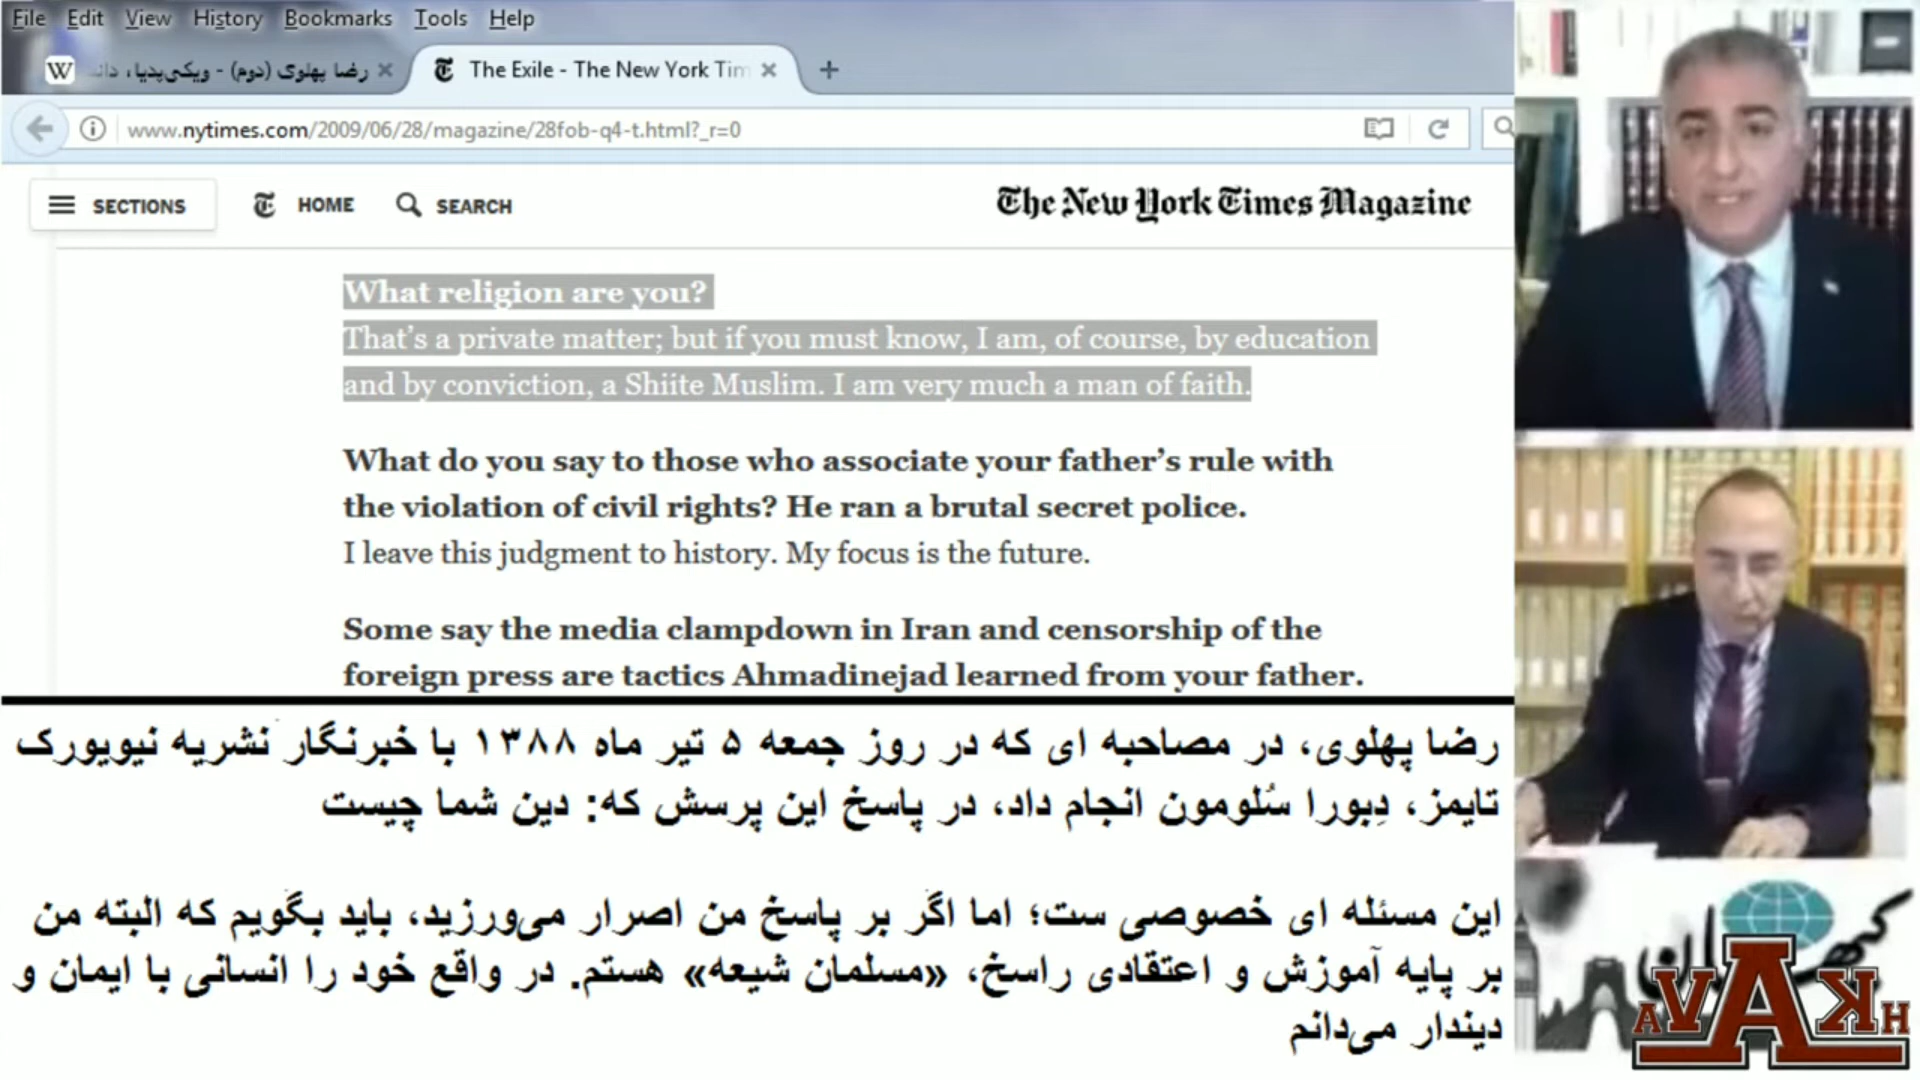 File Edit View History Bookmarks Tools Help
رضا پهلوی (دوم) - ویکی‌پدیا، دانـ
The Exile - The New York Tim
www.nytimes.com/2009/06/28/magazine/28fob-q4-t.html?_r=0
SECTIONS HOME SEARCH The New York Times Magazine
What religion are you?
That's a private matter; but if you must know, I am, of course, by education
and by conviction, a Shiite Muslim. I am very much a man of faith.
What do you say to those who associate your father's rule with
the violation of civil rights? He ran a brutal secret police.
I leave this judgment to history. My focus is the future.
Some say the media clampdown in Iran and censorship of the
foreign press are tactics Ahmadinejad learned from your father.
رضا پهلوی، در مصاحبه ای که در روز جمعه ۵ تیر ماه ۱۳۸۸ با خبرنگار نشریه نیویورک
تایمز، دِبورا سُلومون انجام داد، در پاسخ این پرسش که: دین شما چیست
این مسئله ای خصوصی ست؛ اما اگر بر پاسخ من اصرار می‌ورزید، باید بگویم که البته من
بر پایه آموزش و اعتقادی راسخ، «مسلمان شیعه» هستم. در واقع خود را انسانی با ایمان و
دیندار می‌دانم